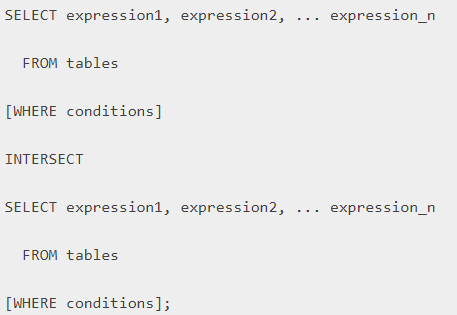 SELECT expression1, expression2, ... expression_n
FROM tables
[WHERE conditions]
INTERSECT
SELECT expression1, expression2, ... expression_n
FROM tables
[WHERE conditions];